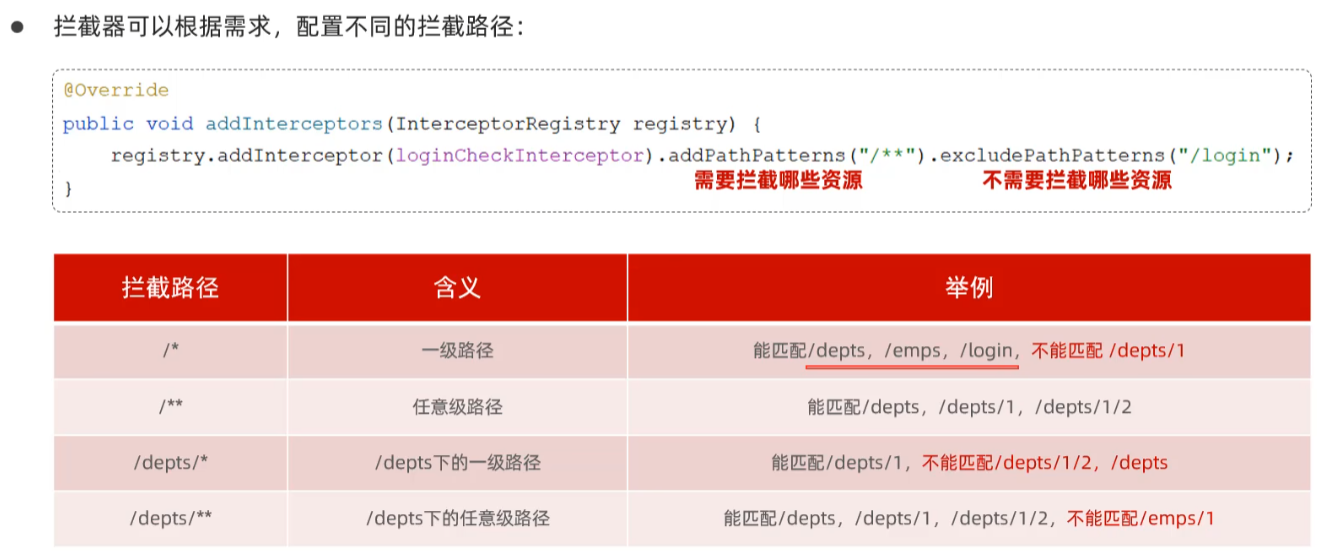 ● 拦截器可以根据需求，配置不同的拦截路径：
@Override
public void addInterceptors(InterceptorRegistry registry) {
registry.addInterceptor(loginCheckInterceptor).addPathPatterns("/**").excludePathPatterns("/login");
需要拦截哪些资源 不需要拦截哪些资源
}
拦截路径 含义 举例
/* 一级路径 能匹配/depts，/emps，/login，不能匹配 /depts/1
/** 任意级路径 能匹配/depts，/depts/1，/depts/1/2
/depts/* /depts下的一级路径 能匹配/depts/1，不能匹配/depts/1/2，/depts
/depts/** /depts下的任意级路径 能匹配/depts，/depts/1，/depts/1/2，不能匹配/emps/1